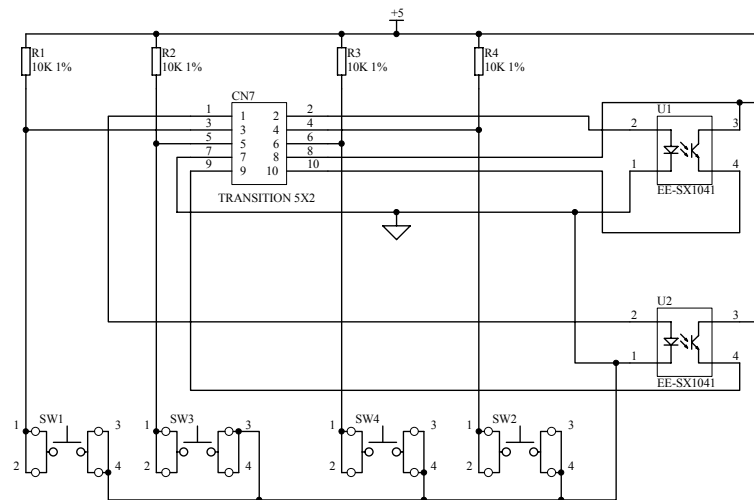 +5
R1
10K 1%
R2
10K 1%
R3
10K 1%
R4
10K 1%
CN7
1 1 2 2
3 3 4 4
5 5 6 6
7 7 8 8
9 9 10 10
TRANSITION 5X2
U1
2 3
1 4
EE-SX1041
U2
2 3
1 4
EE-SX1041
SW1
1 3
2 4
SW3
1 3
2 4
SW4
1 3
2 4
SW2
1 3
2 4